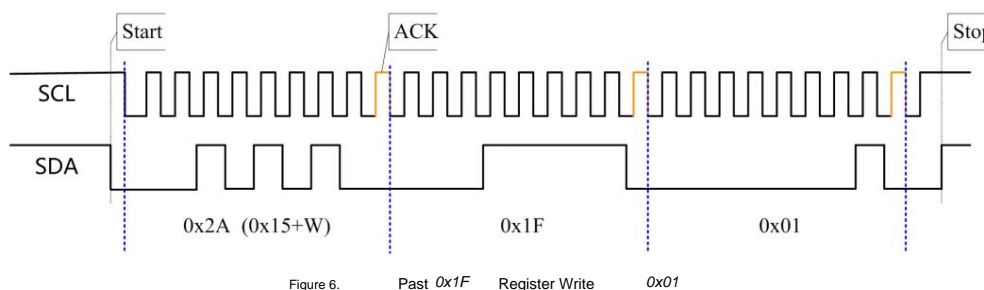 Start ACK Stop
SCL
SDA
0x2A (0x15+W) 0x1F 0x01
Figure 6. Past 0x1F Register Write 0x01